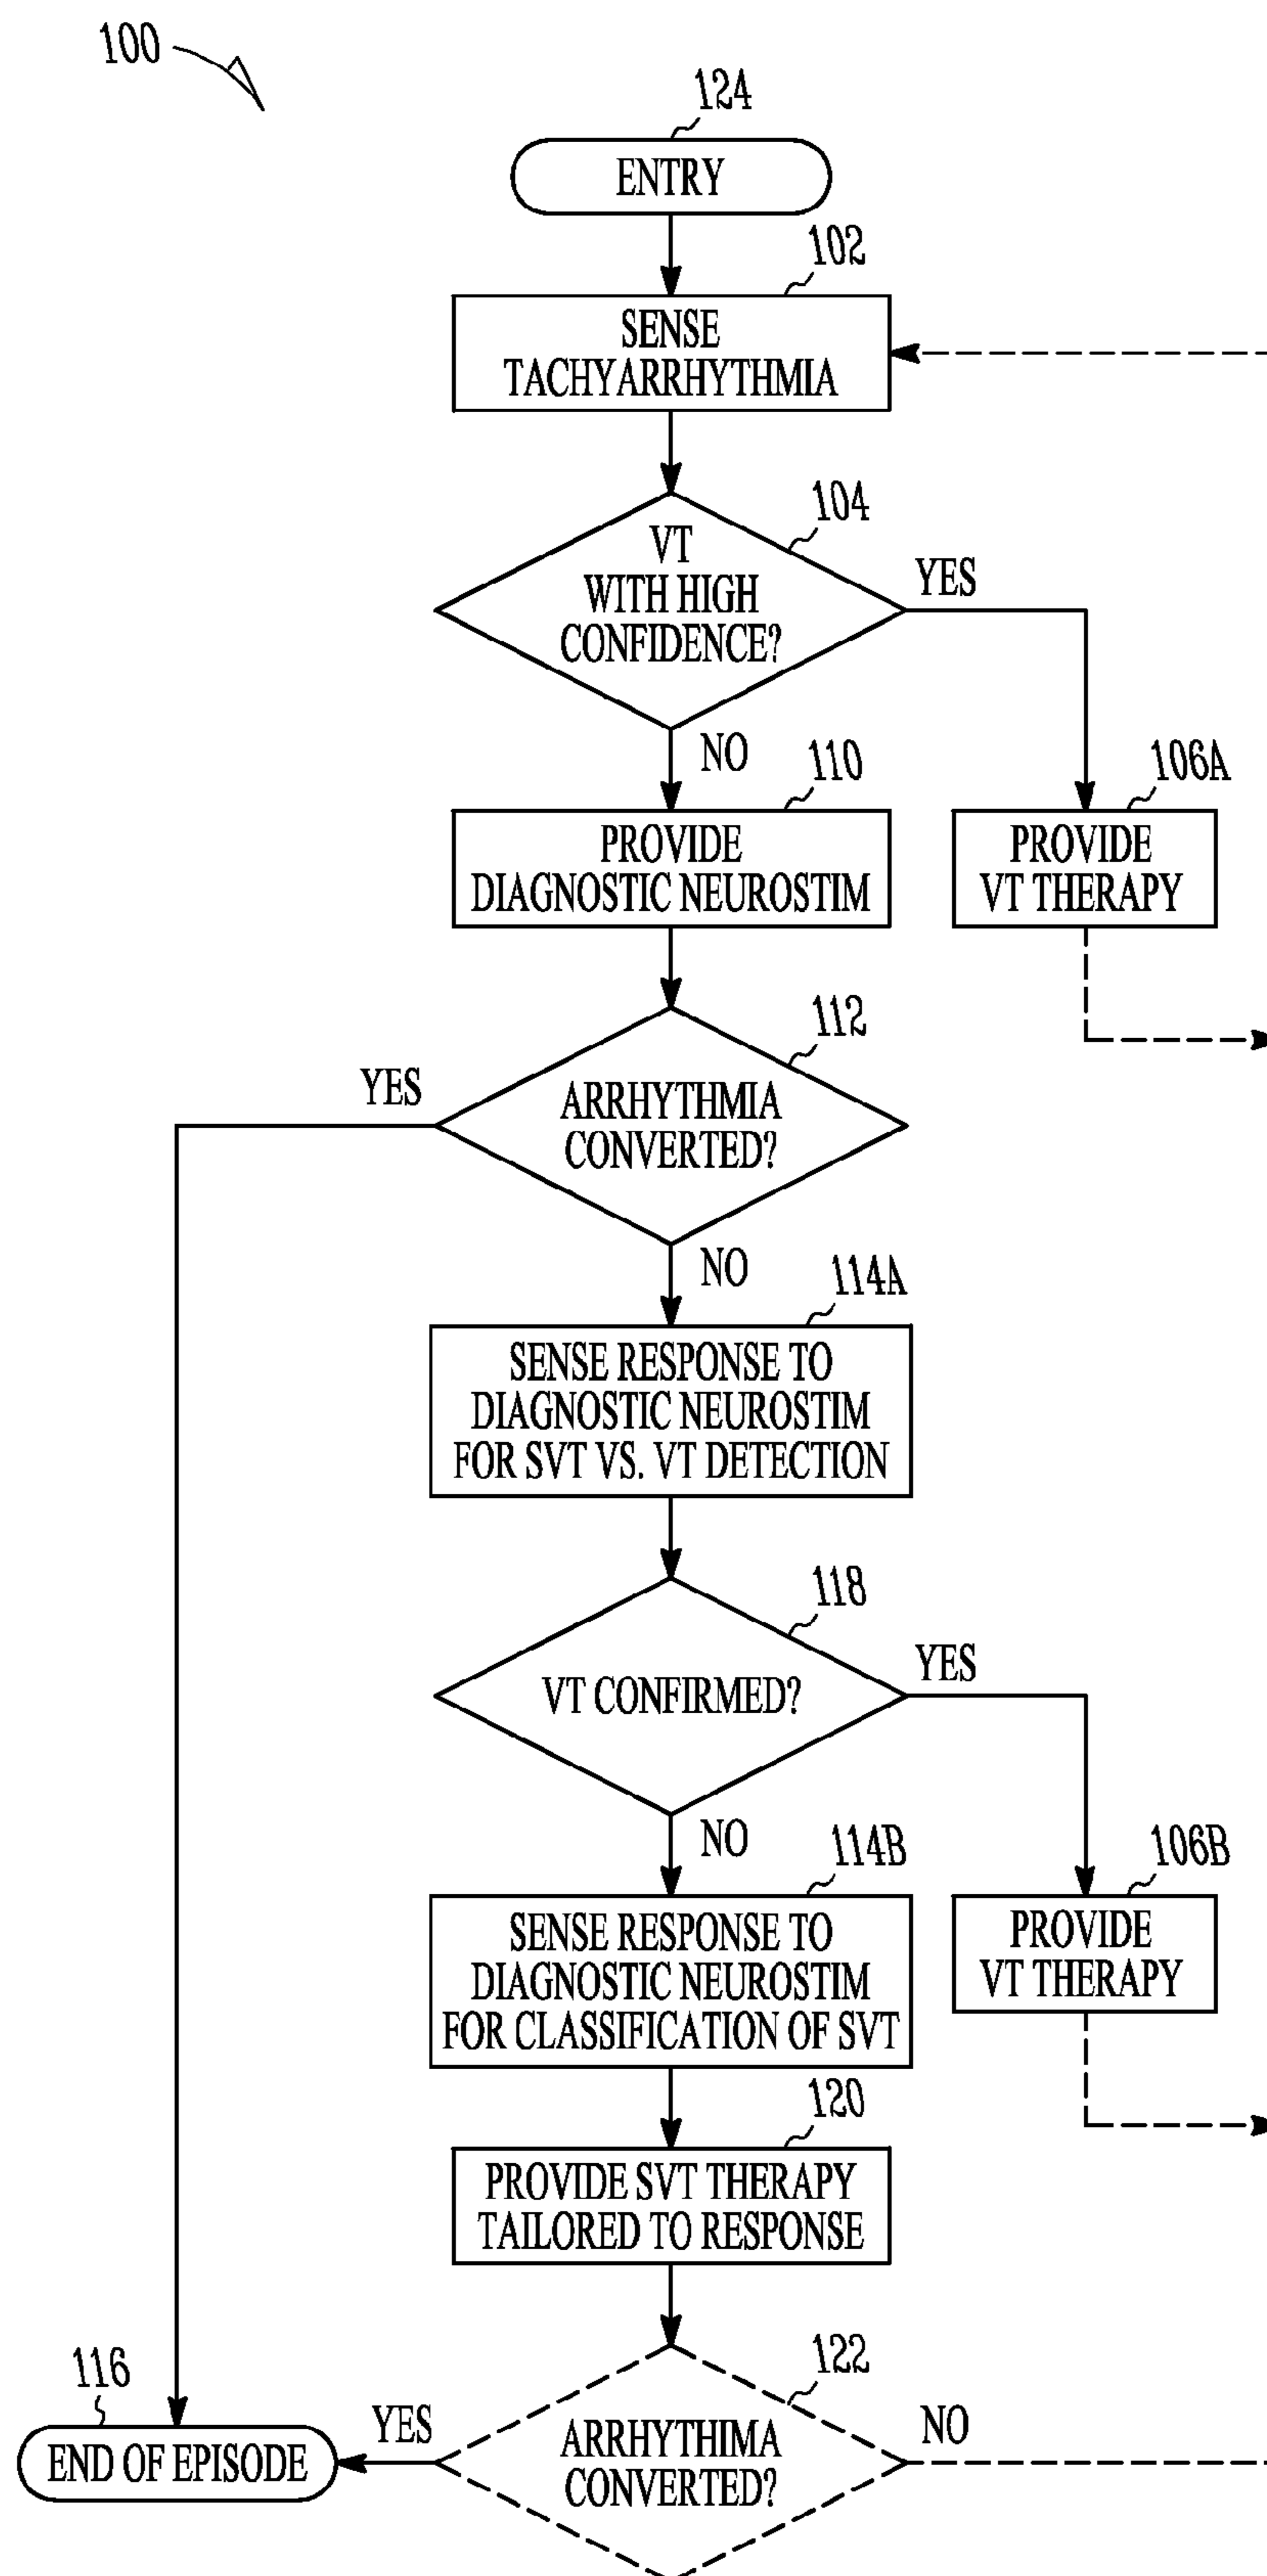 100
124
ENTRY
102
SENSE
TACHYARRHYTHMIA
104
VT
WITH HIGH
CONFIDENCE?
YES
NO
110
106A
PROVIDE
DIAGNOSTIC NEUROSTIM
PROVIDE
VT THERAPY
112
YES
ARRHYTHMIA
CONVERTED?
NO
114A
SENSE RESPONSE TO
DIAGNOSTIC NEUROSTIM
FOR SVT VS. VT DETECTION
118
VT CONFIRMED?
YES
NO
114B
106B
SENSE RESPONSE TO
DIAGNOSTIC NEUROSTIM
FOR CLASSIFICATION OF SVT
PROVIDE
VT THERAPY
120
PROVIDE SVT THERAPY
TAILORED TO RESPONSE
116
122
END OF EPISODE
YES
ARRHYTHIMA
CONVERTED?
NO